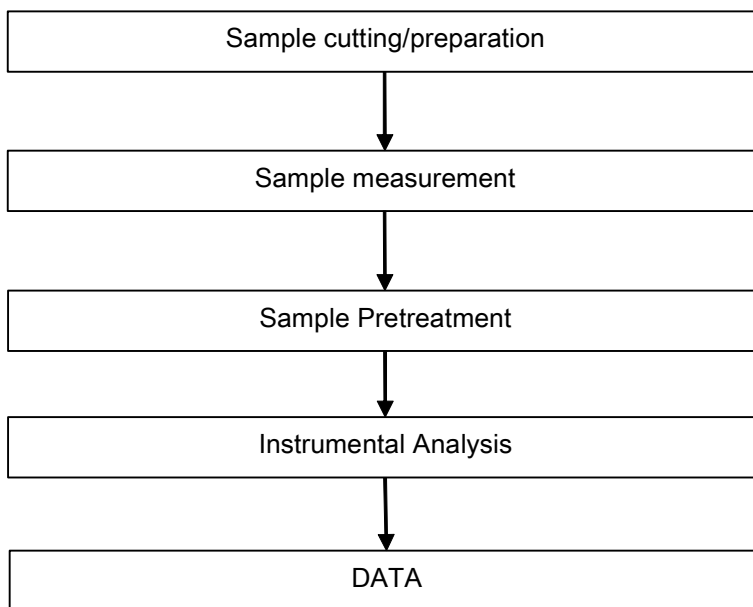 Sample cutting/preparation
Sample measurement
Sample Pretreatment
Instrumental Analysis
DATA